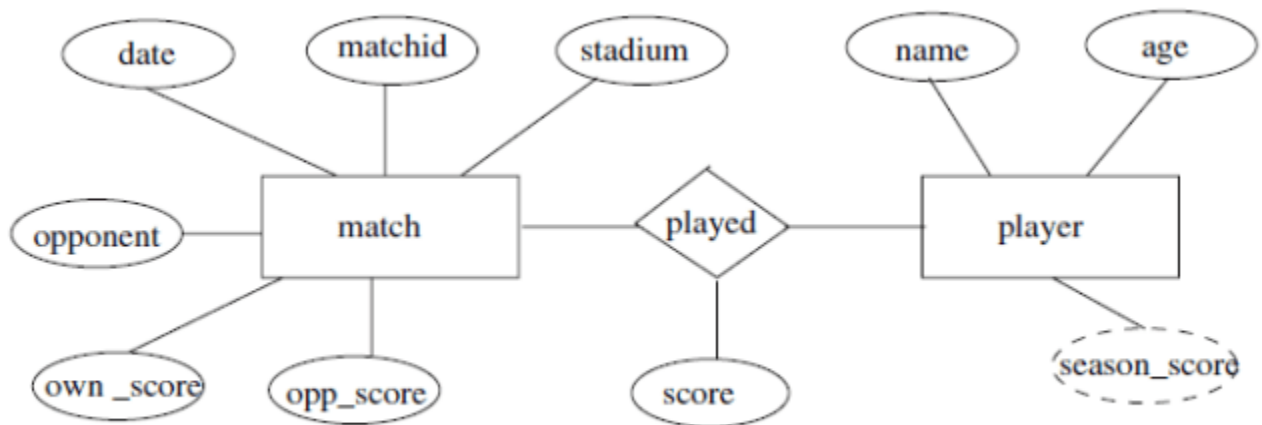 date
matchid
stadium
name
age
opponent
match
played
player
own _score
opp_score
score
season_score